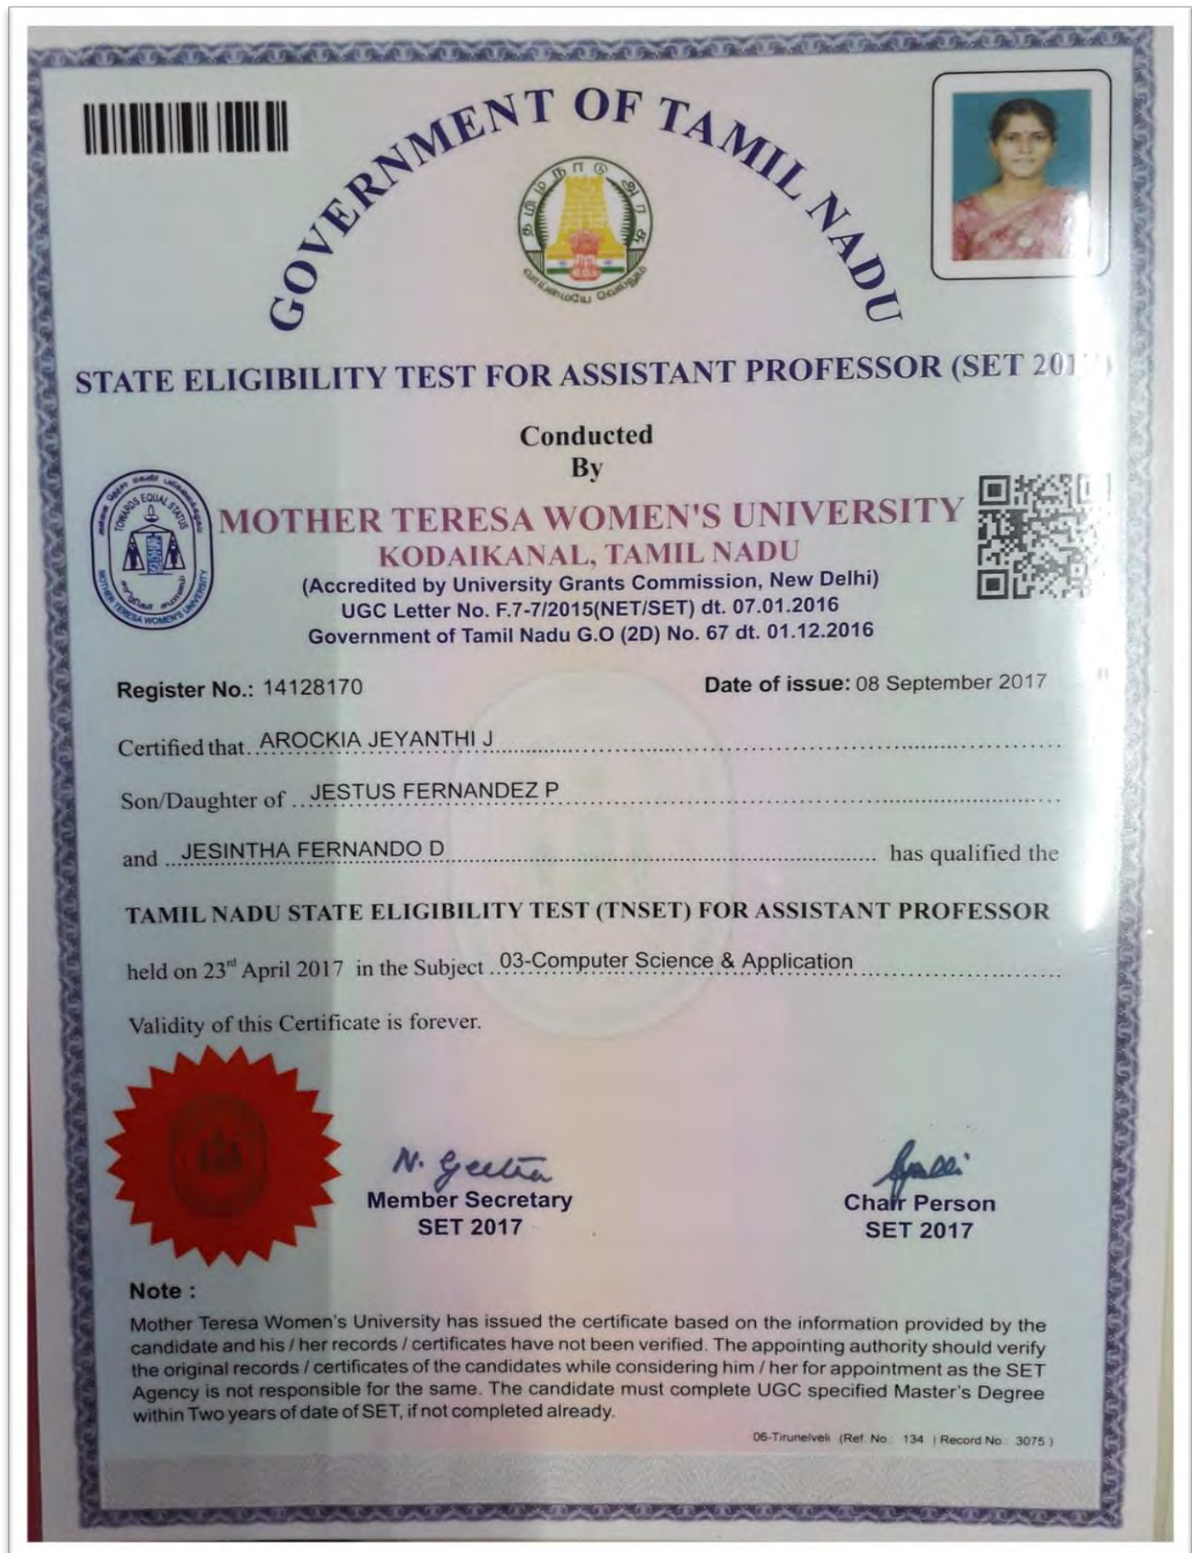 GOVERNMENT OF TAMIL NADU
தமிழ்நாடு அரசு
வாய்மையே வெல்லும்
STATE ELIGIBILITY TEST FOR ASSISTANT PROFESSOR (SET 201
Conducted
By
TOWARDS EQUAL STATUS
MOTHER TERESA WOMEN'S UNIVERSITY
MOTHER TERESA WOMEN'S UNIVERSITY
KODAIKANAL, TAMIL NADU
(Accredited by University Grants Commission, New Delhi)
UGC Letter No. F.7-7/2015(NET/SET) dt. 07.01.2016
Government of Tamil Nadu G.O (2D) No. 67 dt. 01.12.2016
Register No.: 14128170 Date of issue: 08 September 2017
Certified that AROCKIA JEYANTHI J
Son/Daughter of JESTUS FERNANDEZ P
and JESINTHA FERNANDO D has qualified the
TAMIL NADU STATE ELIGIBILITY TEST (TNSET) FOR ASSISTANT PROFESSOR
held on 23rd April 2017 in the Subject 03-Computer Science & Application
Validity of this Certificate is forever.
N. Geetha
Member Secretary Chair Person
SET 2017 SET 2017
Note :
Mother Teresa Women's University has issued the certificate based on the information provided by the
candidate and his / her records / certificates have not been verified. The appointing authority should verify
the original records / certificates of the candidates while considering him / her for appointment as the SET
Agency is not responsible for the same. The candidate must complete UGC specified Master's Degree
within Two years of date of SET, if not completed already.
06-Tirunelveli (Ref. No.: 134 | Record No.: 3075 )